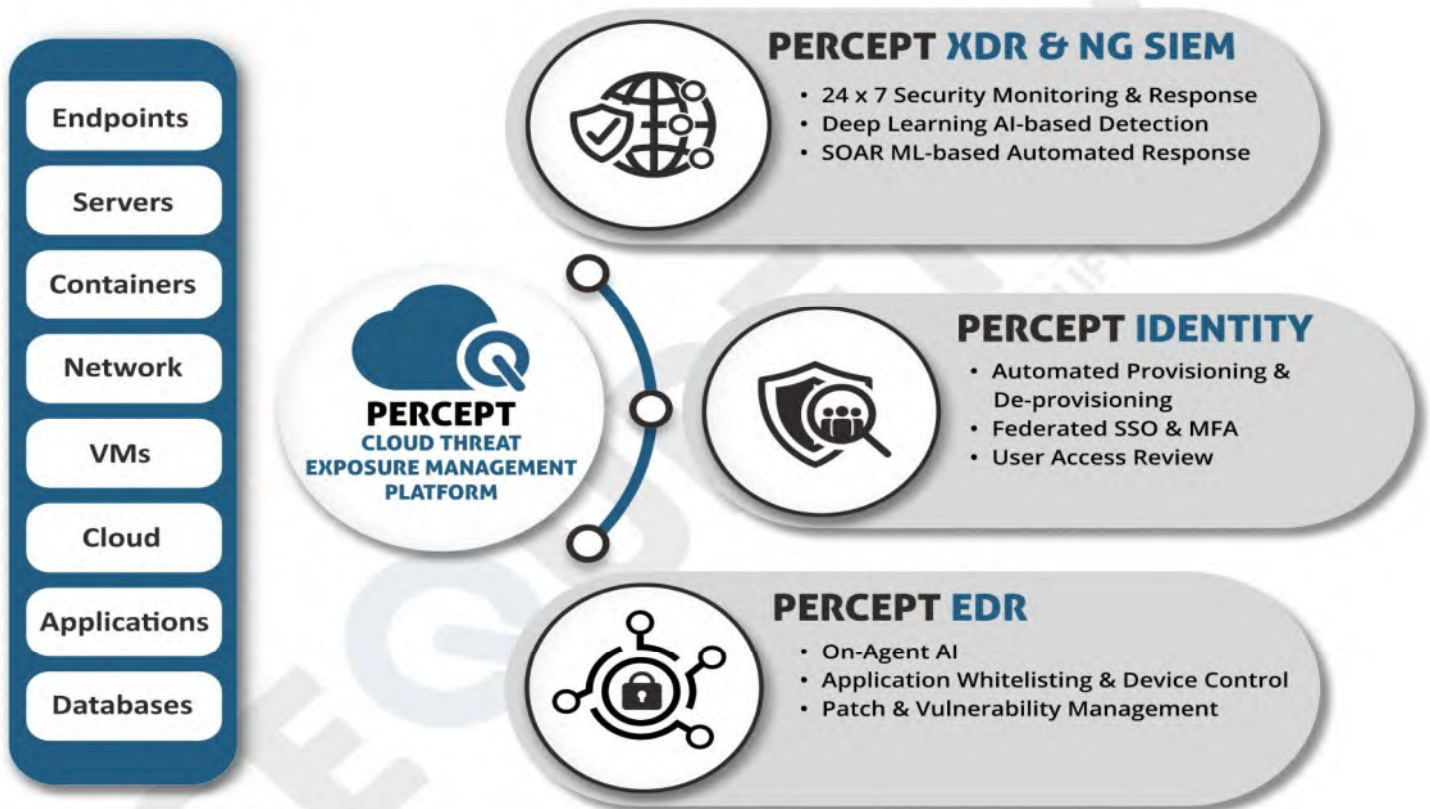 Endpoints
Servers
Containers
Network
VMs
Cloud
Applications
Databases
PERCEPT
CLOUD THREAT
EXPOSURE MANAGEMENT
PLATFORM
PERCEPT XDR & NG SIEM
• 24 x 7 Security Monitoring & Response
• Deep Learning AI-based Detection
• SOAR ML-based Automated Response
PERCEPT IDENTITY
• Automated Provisioning &
De-provisioning
• Federated SSO & MFA
• User Access Review
PERCEPT EDR
• On-Agent AI
• Application Whitelisting & Device Control
• Patch & Vulnerability Management